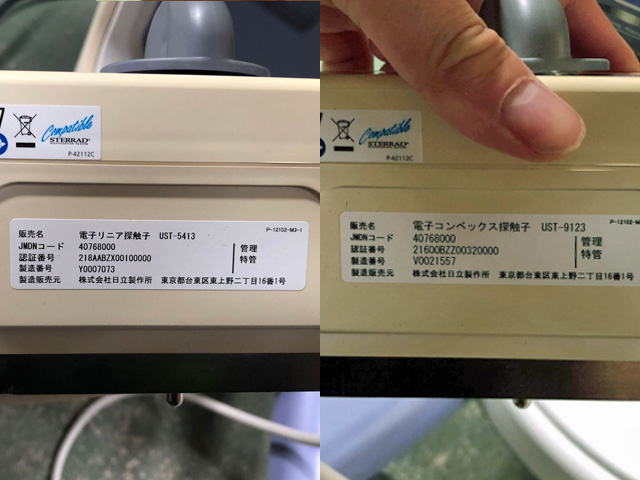 Compatible
STERRAD®
P-42112C
P-12102-M3-1
販売名 電子リニア探触子 UST-5413
JMDNコード 40768000
認証番号 218AABZX00100000
製造番号 Y0007073
製造販売元 株式会社日立製作所 東京都台東区東上野二丁目16番1号
管理
特管
Compatible
STERRAD
P-42112C
P-12102-M
販売名 電子コンベックス探触子 UST-9123
JMDNコード 40768000
認証番号 21600BZZ00320000
製造番号 V0021557
製造販売元 株式会社日立製作所 東京都台東区東上野二丁目16番1号
管理
特管